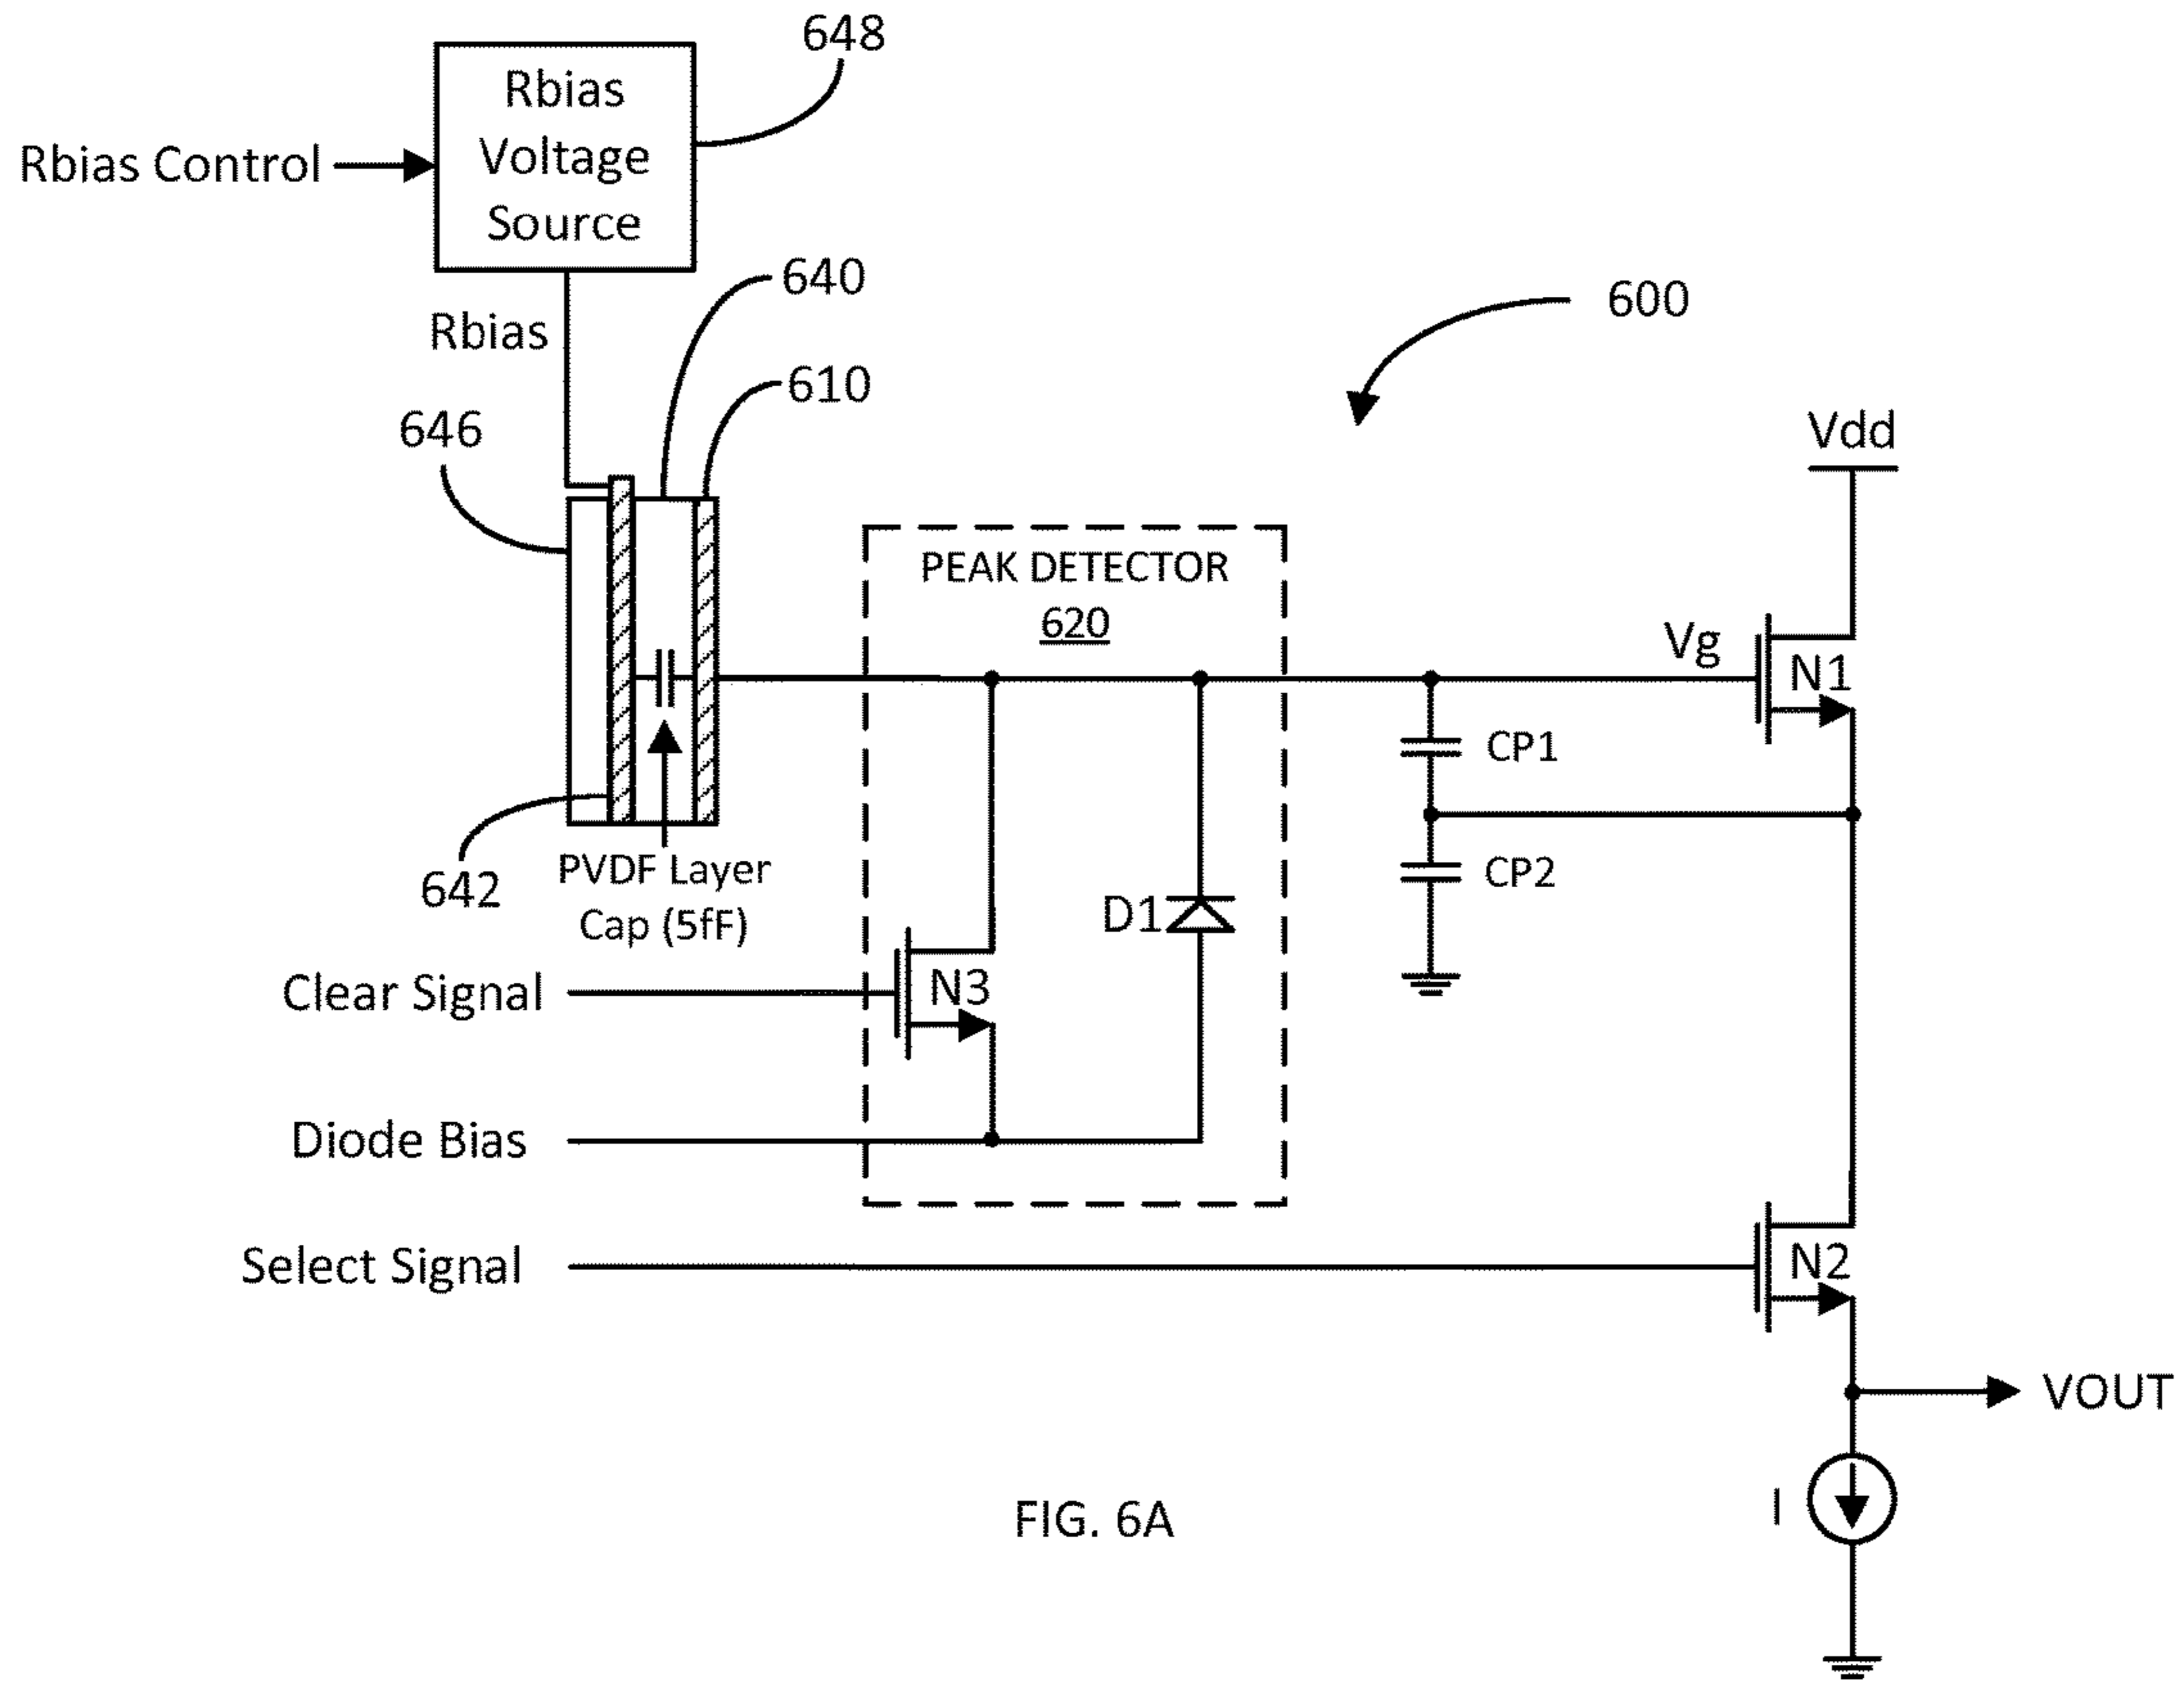 648
Rbias
Voltage
Source
Rbias Control
640
600
Rbias
610
646
Vdd
PEAK DETECTOR
620
Vg
N1
CP1
PVDF Layer
Cap (5fF)
642
CP2
D1
Clear Signal
N3
Diode Bias
Select Signal
N2
VOUT
I
FIG. 6A